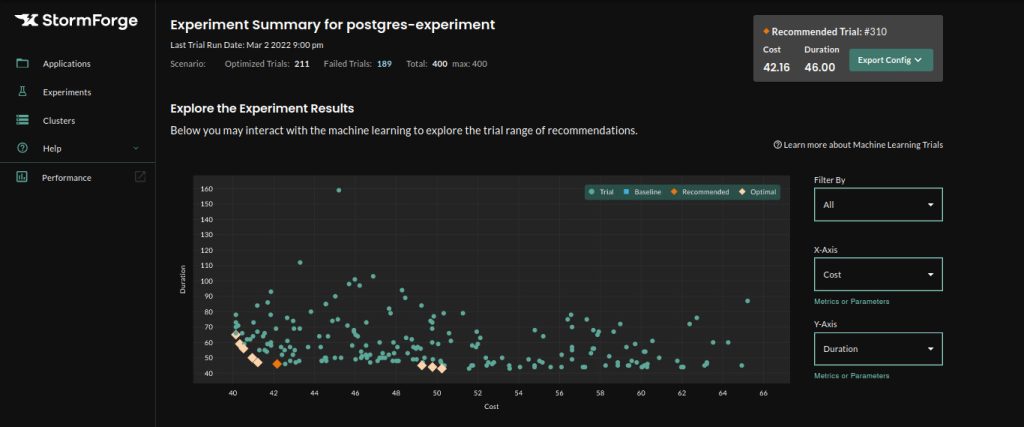 StormForge
Applications
Experiments
Clusters
Help
Performance
Experiment Summary for postgres-experiment
Last Trial Run Date: Mar 2 2022 9:00 pm
Scenario: Optimized Trials: 211 Failed Trials: 189 Total: 400 max: 400
Recommended Trial: #310
Cost Duration
42.16 46.00
Export Config
Explore the Experiment Results
Below you may interact with the machine learning to explore the trial range of recommendations.
Learn more about Machine Learning Trials
Trial Baseline Recommended Optimal
Duration
160
150
140
130
120
110
100
90
80
70
60
50
40
40 42 44 46 48 50 52 54 56 58 60 62 64 66
Cost
Filter By
All
X-Axis
Cost
Metrics or Parameters
Y-Axis
Duration
Metrics or Parameters